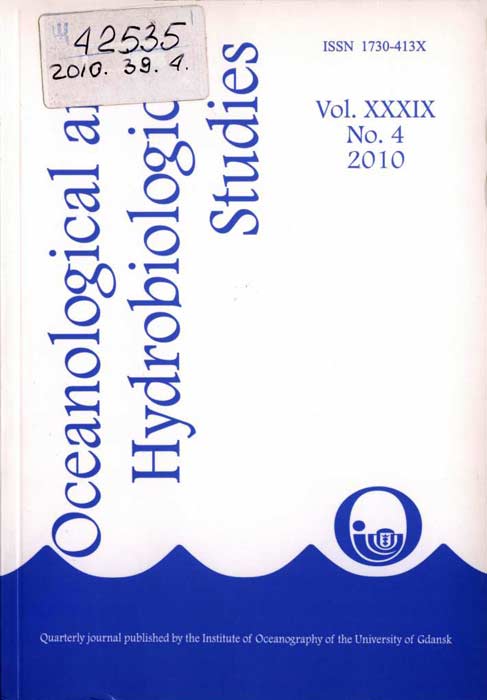 42535
2010. 39. 4.
ISSN 1730-413X
Vol. XXXIX
No. 4
2010
Oceanological a
Hydrobiologic
Studies
Quarterly journal published by the Institute of Oceanography of the University of Gdansk